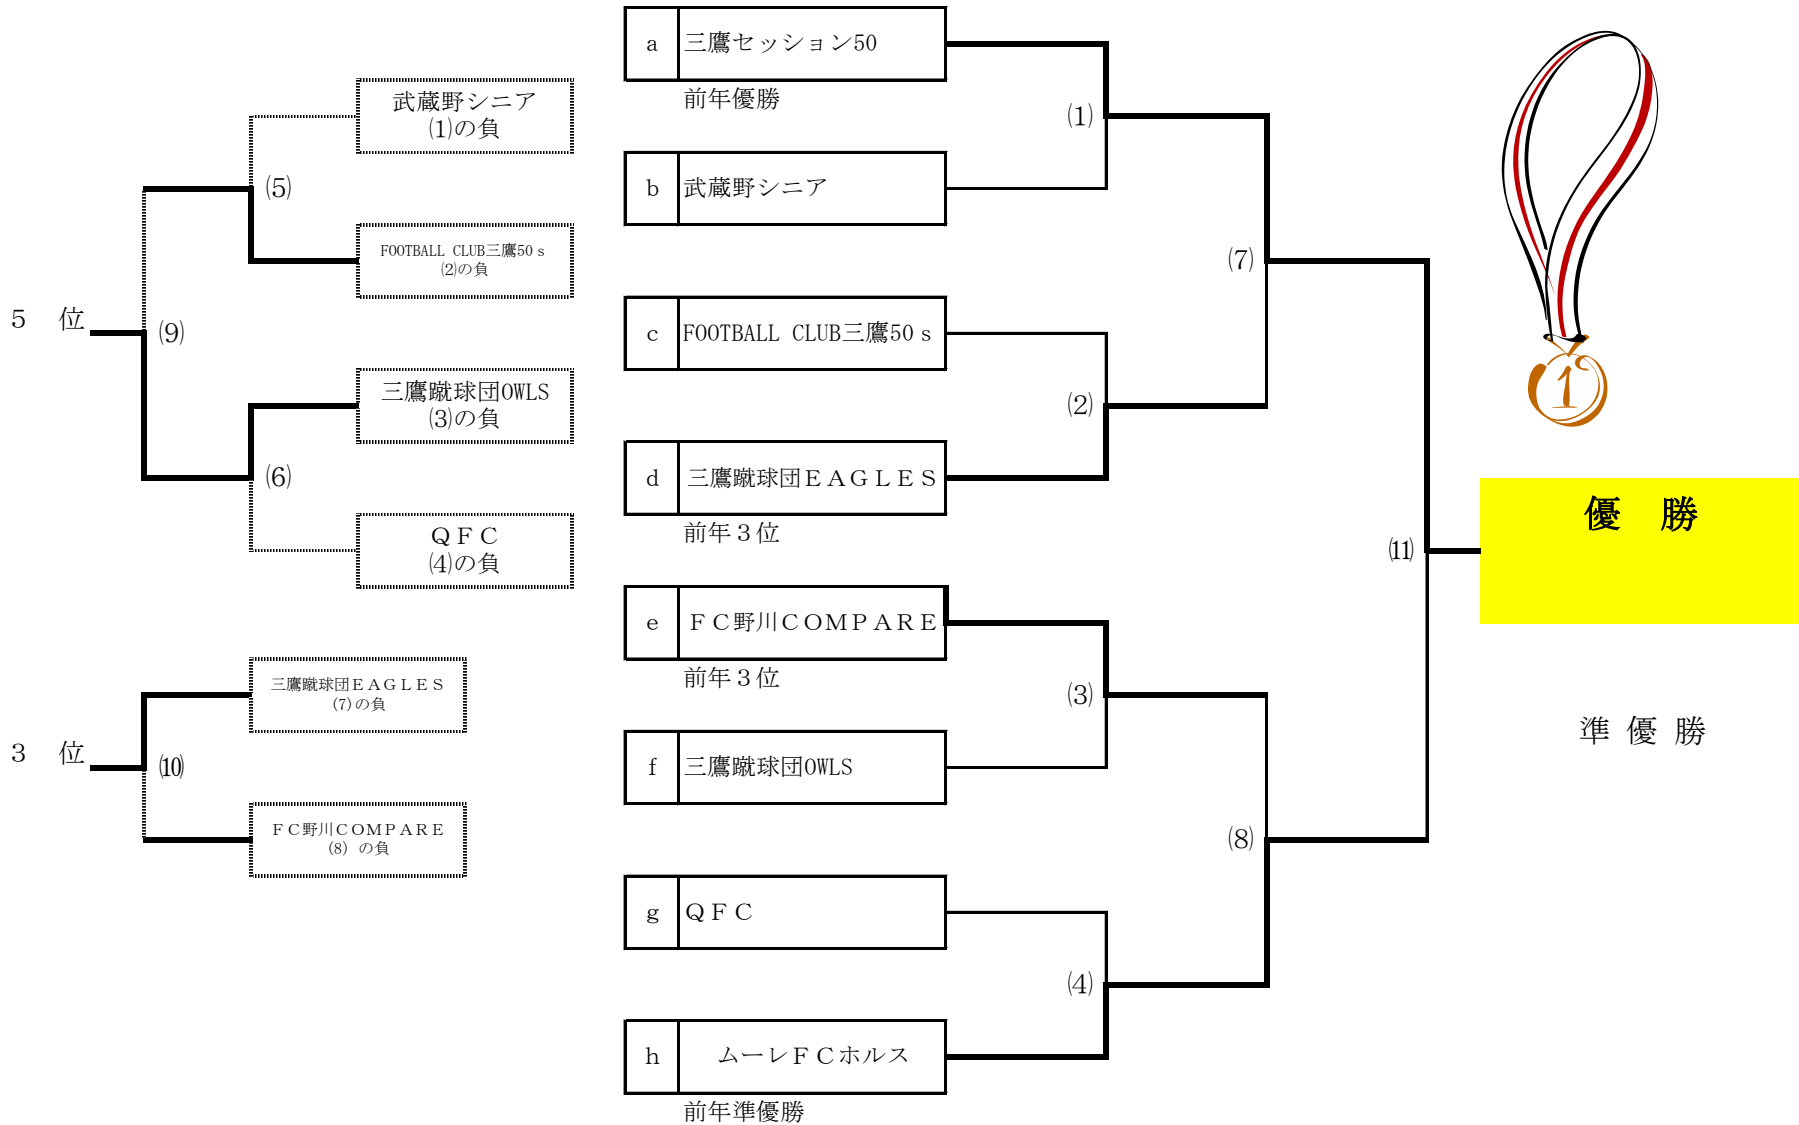 武蔵野シニア
⑴の負
⑸
FOOTBALL CLUB三鷹50ｓ
⑵の負
5 位
⑼
三鷹蹴球団OWLS
⑶の負
⑹
ＱＦＣ
⑷の負
三鷹蹴球団ＥＡＧＬＥＳ
(7)の負
3 位
⑽
ＦＣ野川ＣＯＭＰＡＲＥ
(8) の負
a 三鷹セッション50
前年優勝
⑴
b 武蔵野シニア
⑺
c FOOTBALL CLUB三鷹50ｓ
⑵
d 三鷹蹴球団ＥＡＧＬＥＳ
前年３位
⑾
e ＦＣ野川ＣＯＭＰＡＲＥ
前年３位
⑶
f 三鷹蹴球団OWLS
⑻
g ＱＦＣ
⑷
h ムーレＦＣホルス
前年準優勝
1
優 勝
準 優 勝